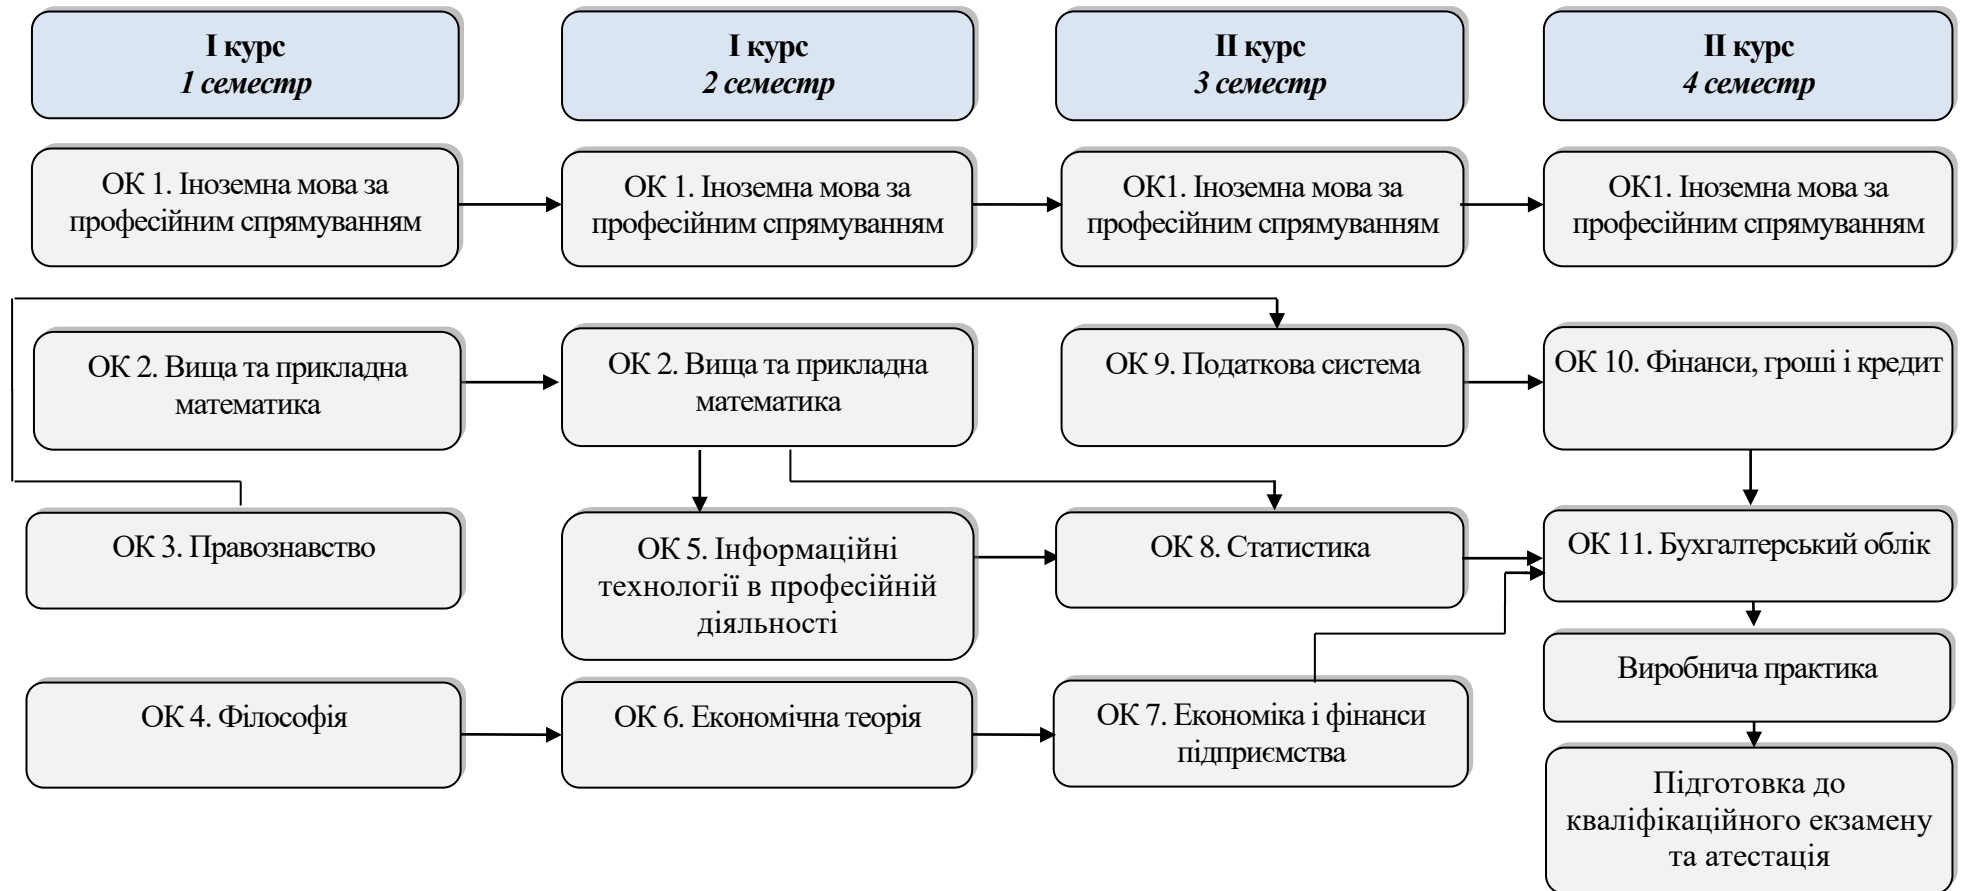 І курс
1 семестр
І курс
2 семестр
ІІ курс
3 семестр
ІІ курс
4 семестр
ОК 1. Іноземна мова за
професійним спрямуванням
ОК 1. Іноземна мова за
професійним спрямуванням
ОК1. Іноземна мова за
професійним спрямуванням
ОК1. Іноземна мова за
професійним спрямуванням
ОК 2. Вища та прикладна
математика
ОК 2. Вища та прикладна
математика
ОК 9. Податкова система
ОК 10. Фінанси, гроші і кредит
ОК 3. Правознавство
ОК 5. Інформаційні
технології в професійній
діяльності
ОК 8. Статистика
ОК 11. Бухгалтерський облік
Виробнича практика
ОК 4. Філософія
ОК 6. Економічна теорія
ОК 7. Економіка і фінанси
підприємства
Підготовка до
кваліфікаційного екзамену
та атестація